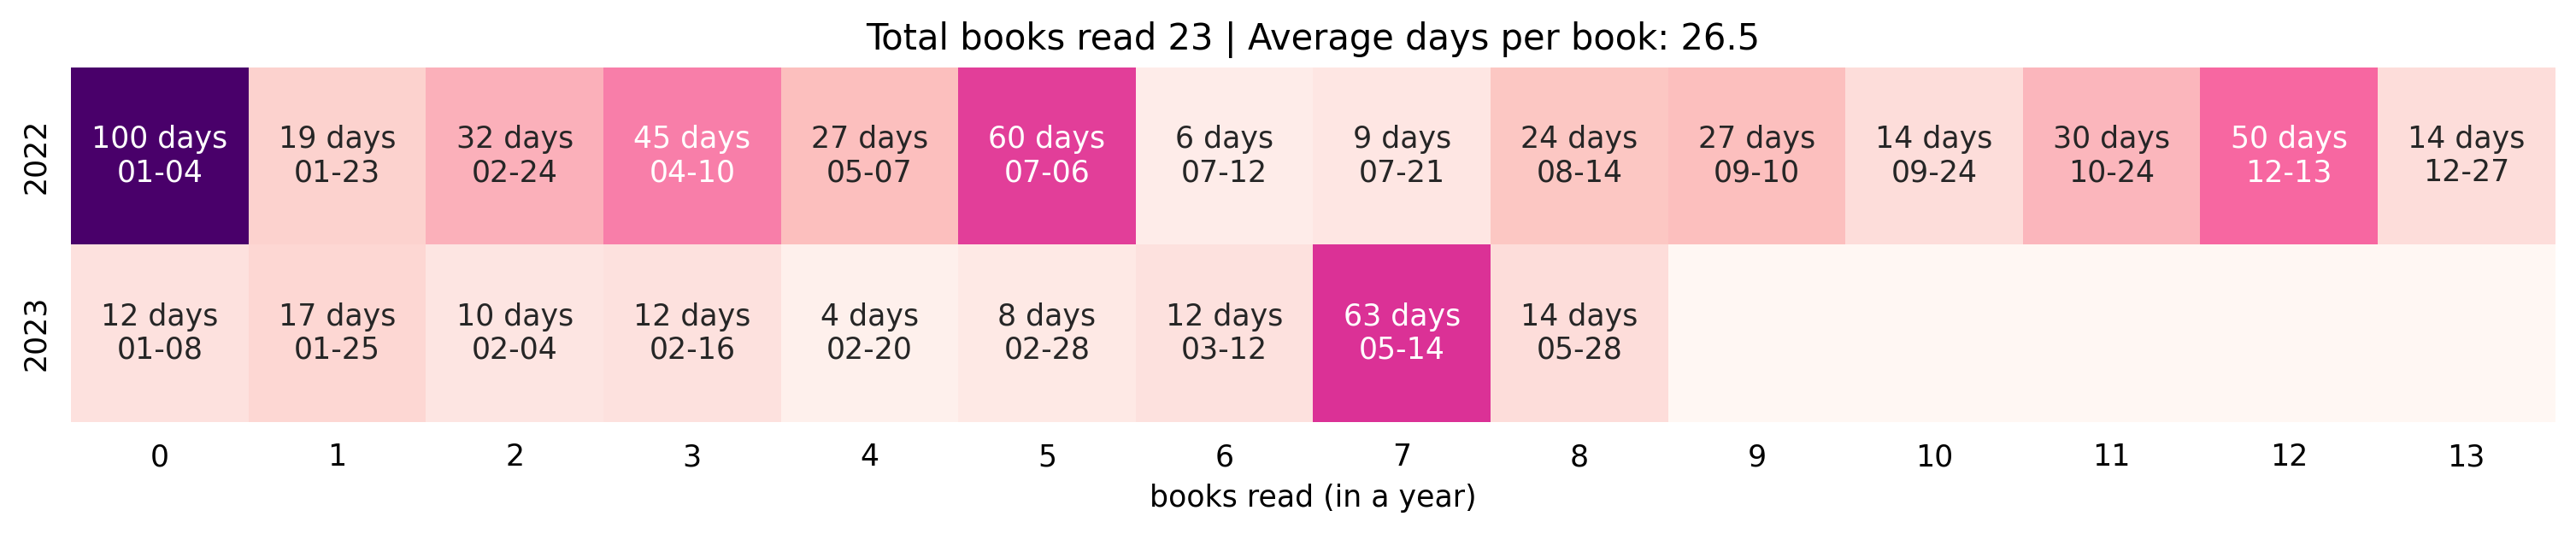 Total books read 23 | Average days per book: 26.5
2022
100 days
01-04
19 days
01-23
32 days
02-24
45 days
04-10
27 days
05-07
60 days
07-06
6 days
07-12
9 days
07-21
24 days
08-14
27 days
09-10
14 days
09-24
30 days
10-24
50 days
12-13
14 days
12-27
2023
12 days
01-08
17 days
01-25
10 days
02-04
12 days
02-16
4 days
02-20
8 days
02-28
12 days
03-12
63 days
05-14
14 days
05-28
0 1 2 3 4 5 6 7 8 9 10 11 12 13
books read (in a year)